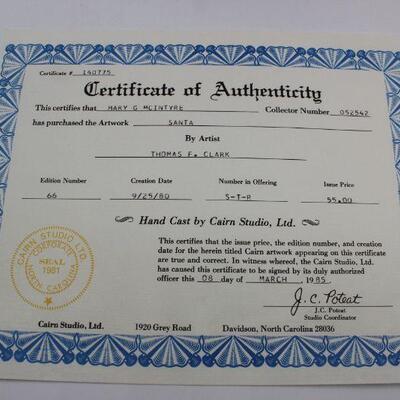 Certificate # 140775
Certificate of Authenticity
This certifies that MARY G MCINTYRE Collector Number 052542
has purchased the Artwork SANTA
By Artist
THOMAS F. CLARK
Edition Number Creation Date Number in Offering Issue Price
66 9/25/80 S-T-R 55.00
Hand Cast by Cairn Studio, Ltd.
This certifies that the issue price, the edition number, and creation
date for the herein titled Cairn artwork appearing on this certificate
are true and correct. In witness whereof, the Cairn Studio, Ltd. has
caused this certificate to be signed by its duly authorized
officer this 08 day of MARCH, 1985
CAIRN STUDIO LTD.
CORPORATE
SEAL
1981
NORTH CAROLINA
J.C. Poteat
J.C. Poteat
Studio Coordinator
Cairn Studio, Ltd. 1920 Grey Road Davidson, North Carolina 28036